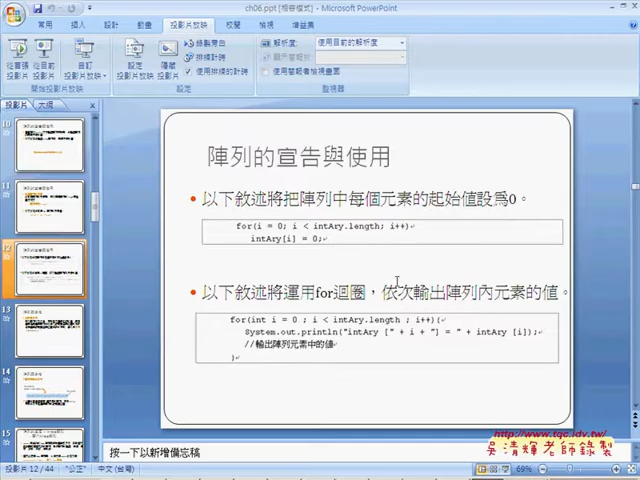 ch06.ppt [相容模式] - Microsoft PowerPoint
常用 插入 設計 動畫 投影片放映 校閱 檢視 增益集
從首張投影片 從目前投影片 自訂投影片放映 設定投影片放映 隱藏投影片
錄製旁白
排練計時
使用排練的計時
解析度: 使用目前的解析度
使用簡報者檢視畫面
開始投影片放映 設定 監視器
投影片 大綱
10
11
12
13
14
15
陣列的宣告與使用
以下敘述將把陣列中每個元素的起始值設為0。
for(i = 0; i < intAry.length; i++)
intAry[i] = 0;
以下敘述將運用for迴圈，依次輸出陣列內元素的值。
for(int i = 0 ; i < intAry.length ; i++){
System.out.println("intAry [" + i + "] = " + intAry [i]);
//輸出陣列元素中的值
}
按一下以新增備忘稿
http://www.tqc.idv.tw/
吳清輝老師錄製
投影片 12 / 44 "公正" 中文 (台灣) 69%